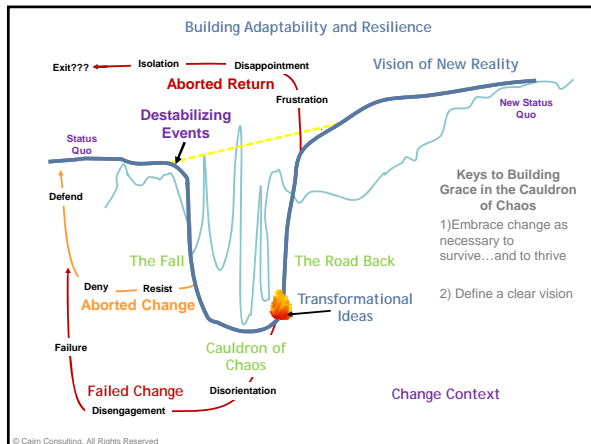 Building Adaptability and Resilience
Exit???
Isolation
Disappointment
Aborted Return
Frustration
Vision of New Reality
Destabilizing
Events
New Status
Quo
Status
Quo
Keys to Building
Grace in the Cauldron
of Chaos
1)Embrace change as
necessary to
survive…and to thrive
2) Define a clear vision
Defend
The Fall
The Road Back
Deny
Resist
Aborted Change
Transformational
Ideas
Failure
Cauldron of
Chaos
Failed Change
Disorientation
Disengagement
Change Context
© Cairn Consulting, All Rights Reserved